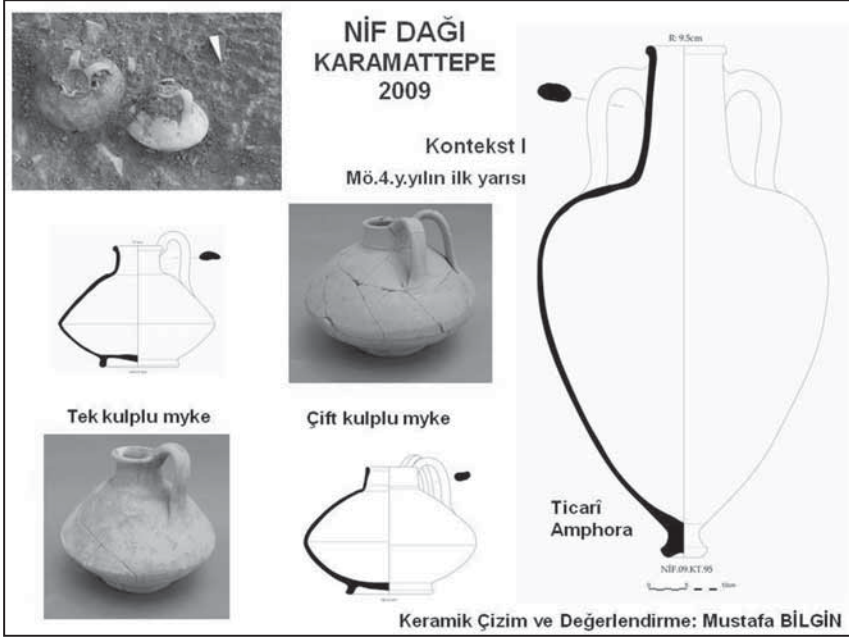 NİF DAĞI
KARAMATTEPE
2009
Kontekst I
Mö.4.y.yılın ilk yarısı
R: 9.5cm
Tek kulplu myke
Çift kulplu myke
Ticarî
Amphora
NİF.09.KT.95
Keramik Çizim ve Değerlendirme: Mustafa BİLGİN